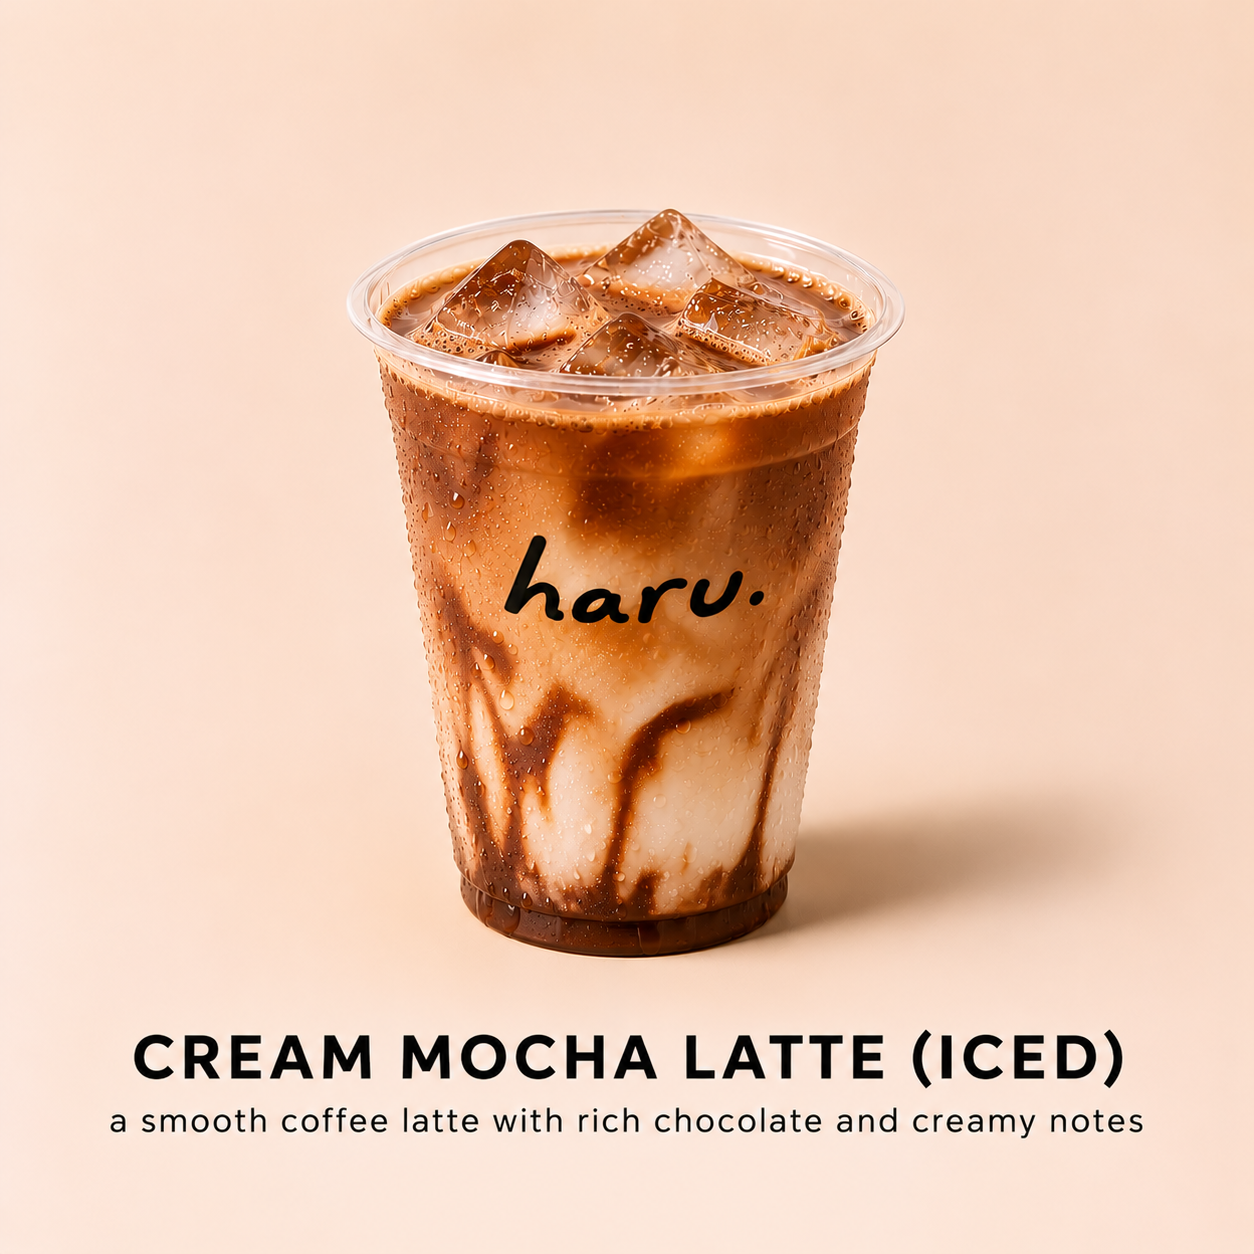 haru.
CREAM MOCHA LATTE (ICED)
a smooth coffee latte with rich chocolate and creamy notes